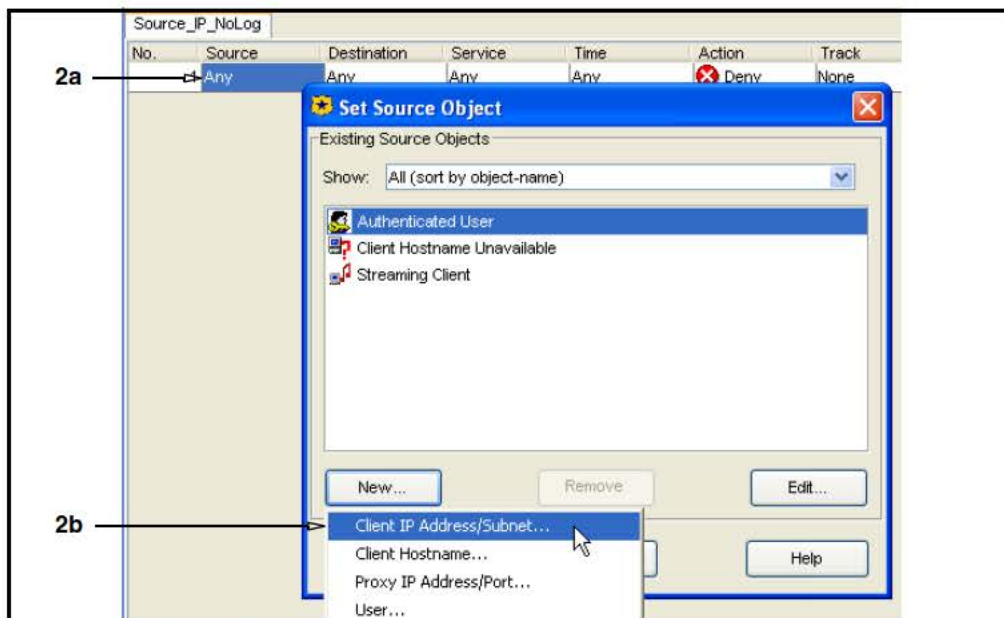 Source_IP_NoLog
No. Source Destination Service Time Action Track
2a 1 Any Any Any Any Deny None
Set Source Object
Existing Source Objects
Show: All (sort by object-name)
Authenticated User
Client Hostname Unavailable
Streaming Client
New... Remove Edit...
2b Client IP Address/Subnet...
Client Hostname...
Help
Proxy IP Address/Port...
User...